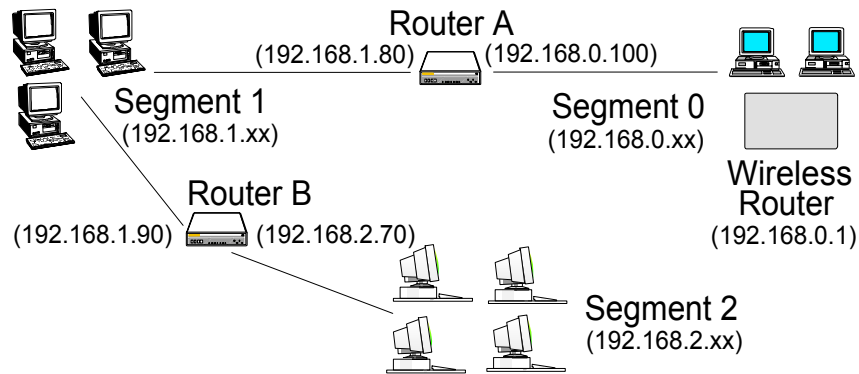 Router A
(192.168.1.80)
(192.168.0.100)
Segment 1
(192.168.1.xx)
Segment 0
(192.168.0.xx)
Wireless
Router
(192.168.0.1)
Router B
(192.168.1.90)
(192.168.2.70)
Segment 2
(192.168.2.xx)